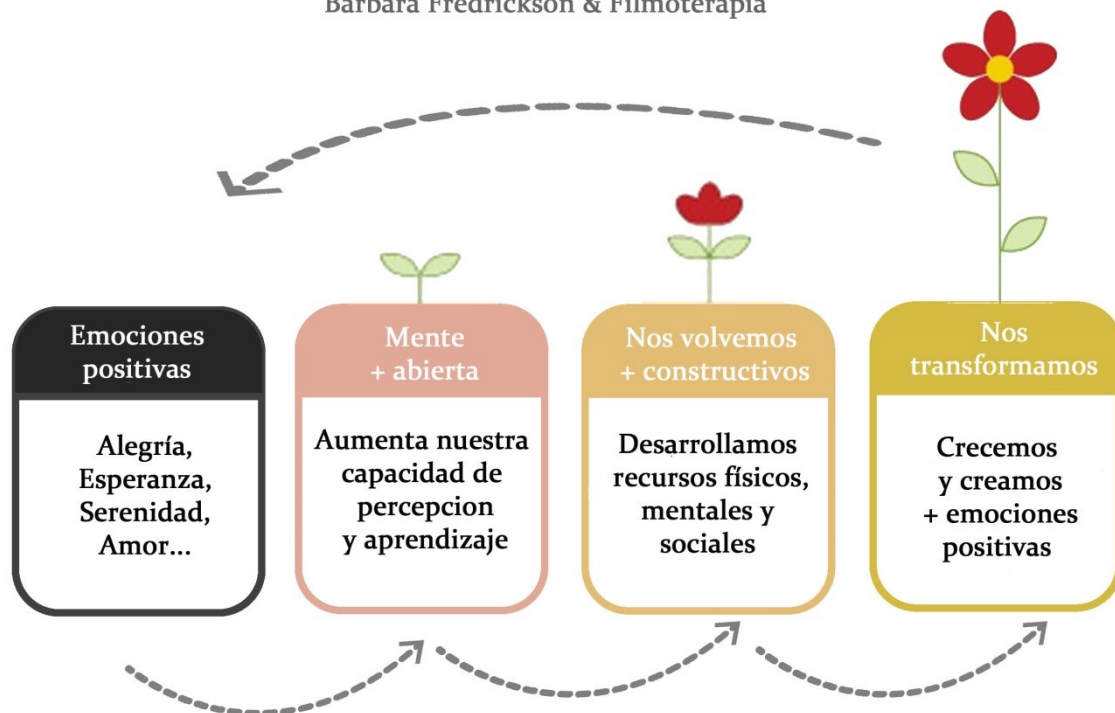 Barbara Fredrickson & Filmoterapia
Emociones
positivas
Alegría,
Esperanza,
Serenidad,
Amor...
Mente
+ abierta
Aumenta nuestra
capacidad de
percepcion
y aprendizaje
Nos volvemos
+ constructivos
Desarrollamos
recursos físicos,
mentales y
sociales
Nos
transformamos
Crecemos
y creamos
+ emociones
positivas